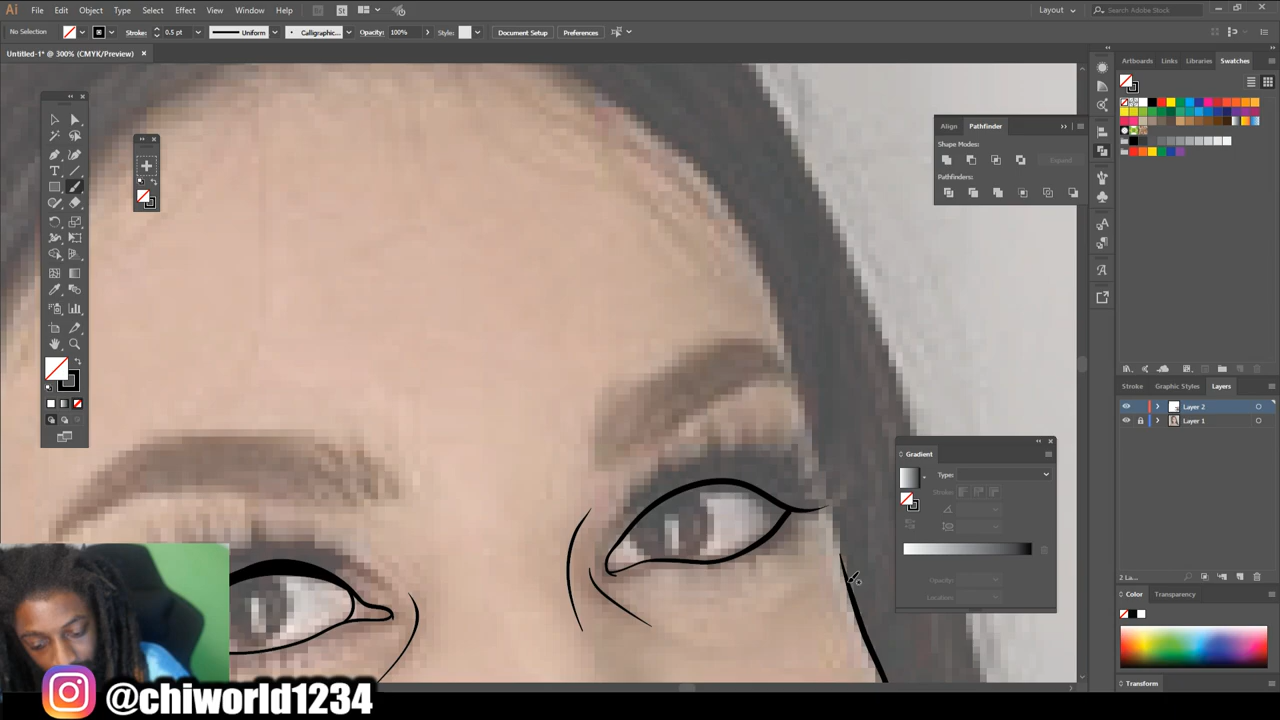 Ai File Edit Object Type Select Effect View Window Help Br St Layout Search Adobe Stock
No Selection Stroke: 0.5 pt Uniform Calligraphic... Opacity: 100% Style: Document Setup Preferences
Untitled-1* @ 300% (CMYK/Preview)
Artboards Links Libraries Swatches
Align Pathfinder
Shape Modes:
Expand
Pathfinders:
Stroke Graphic Styles Layers
Layer 2
Layer 1
Gradient
Type:
Stroke:
Opacity:
Location:
2 La...
Color Transparency
Transform
@chiworld1234